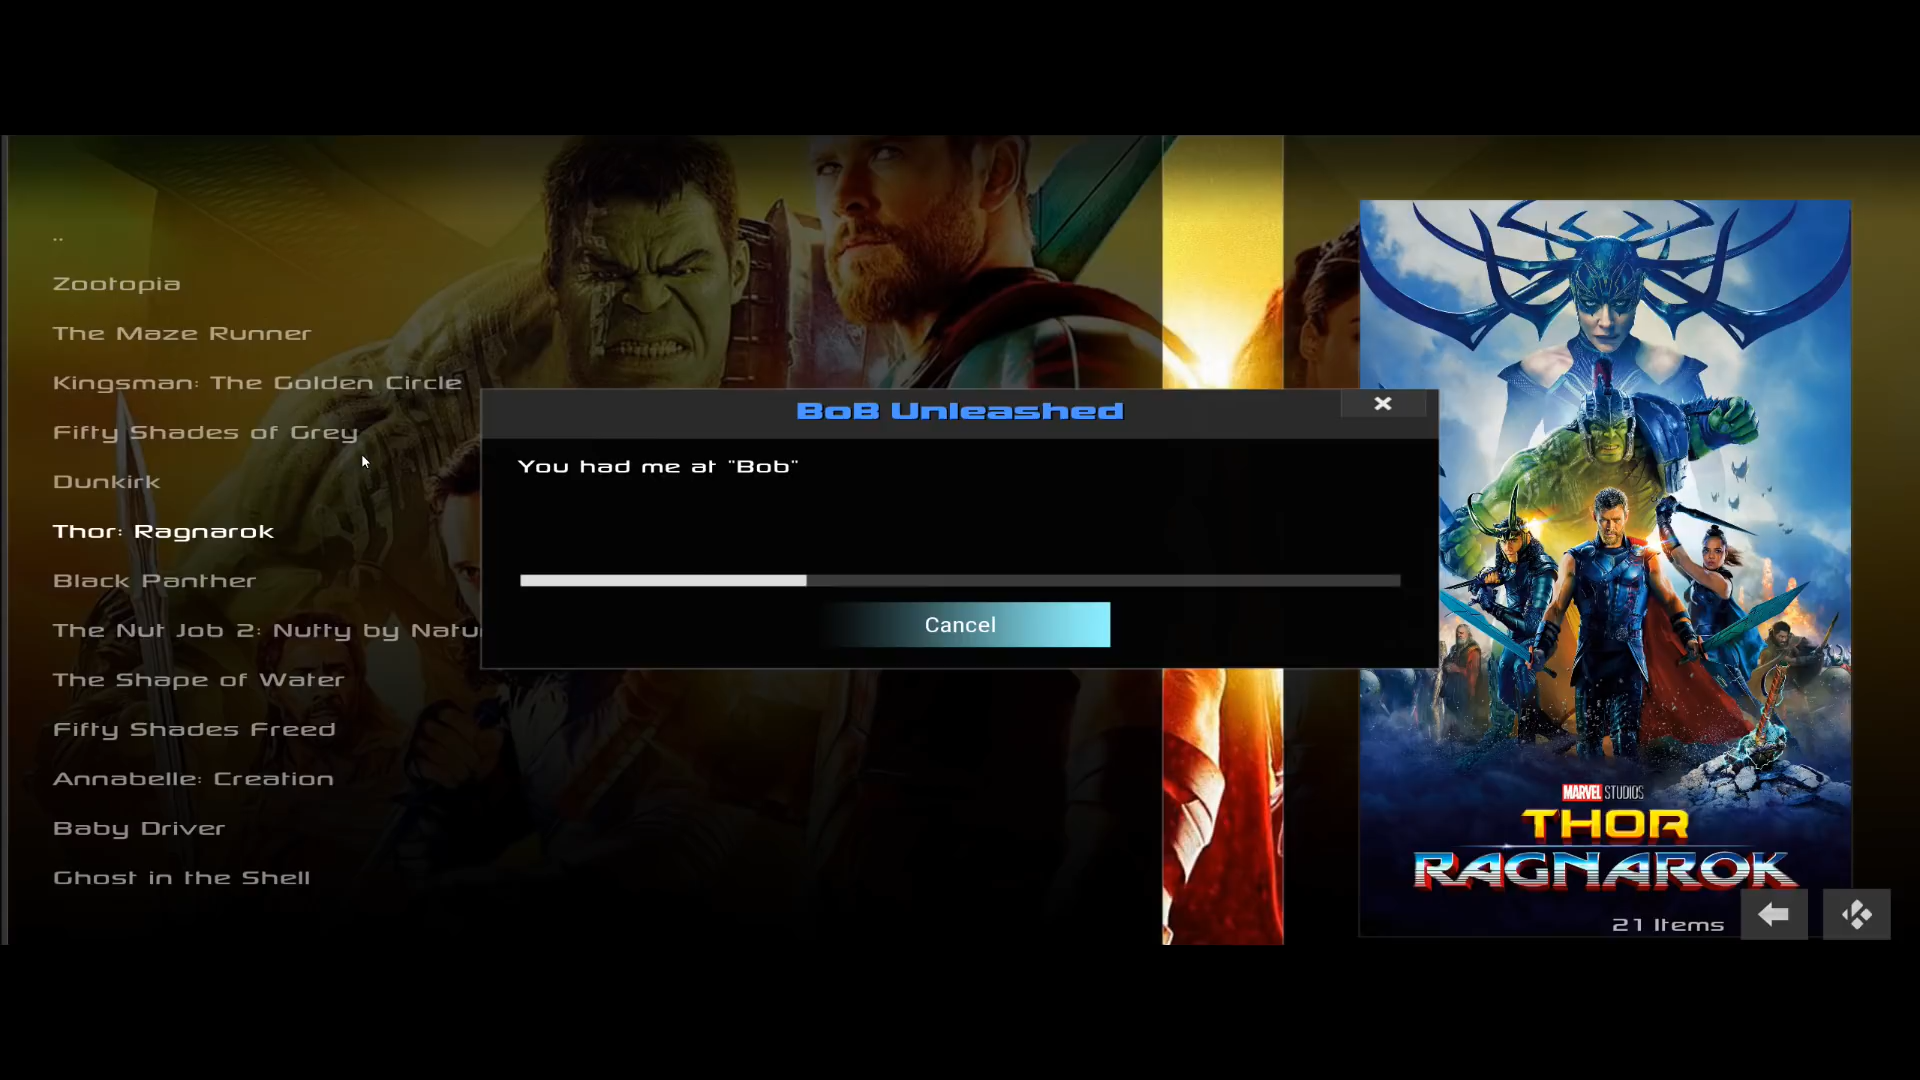 ..
Zootopia
The Maze Runner
Kingsman: The Golden Circle
Fifty Shades of Grey
Dunkirk
Thor: Ragnarok
Black Panther
The Nut Job 2: Nutty by Natu
The Shape of Water
Fifty Shades Freed
Annabelle: Creation
Baby Driver
Ghost in the Shell
BoB Unleashed
You had me at "Bob"
Cancel
MARVEL STUDIOS
THOR
RAGNAROK
21 Items